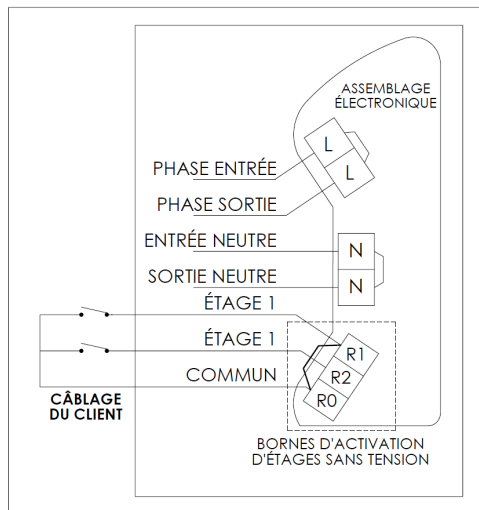 ASSEMBLAGE
ÉLECTRONIQUE
L
PHASE ENTRÉE
L
PHASE SORTIE
ENTRÉE NEUTRE
N
SORTIE NEUTRE
N
ÉTAGE 1
ÉTAGE 1
R1
COMMUN
R2
R0
CÂBLAGE
DU CLIENT
BORNES D'ACTIVATION
D'ÉTAGES SANS TENSION